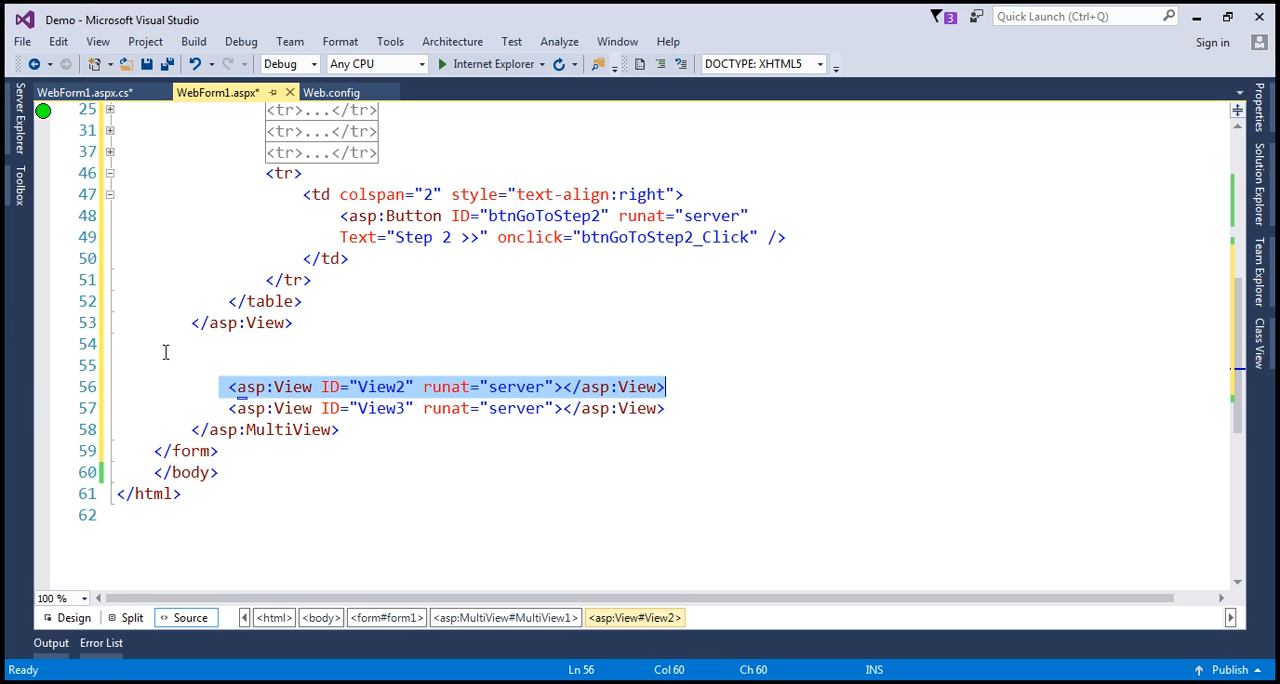 Demo - Microsoft Visual Studio
3
Quick Launch (Ctrl+Q)
File Edit View Project Build Debug Team Format Tools Architecture Test Analyze Window Help
Sign in
Debug Any CPU Internet Explorer DOCTYPE: XHTML5
WebForm1.aspx.cs* WebForm1.aspx* Web.config
Server Explorer
Toolbox
25 <tr>...</tr>
31 <tr>...</tr>
37 <tr>...</tr>
46 <tr>
47 <td colspan="2" style="text-align:right">
48 <asp:Button ID="btnGoToStep2" runat="server"
49 Text="Step 2 >>" onclick="btnGoToStep2_Click" />
50 </td>
51 </tr>
52 </table>
53 </asp:View>
54
55
56 <asp:View ID="View2" runat="server"></asp:View>
57 <asp:View ID="View3" runat="server"></asp:View>
58 </asp:MultiView>
59 </form>
60 </body>
61 </html>
62
Properties
Solution Explorer
Team Explorer
Class View
100 %
Design Split Source <html> <body> <form#form1> <asp:MultiView#MultiView1> <asp:View#View2>
Output Error List
Ready Ln 56 Col 60 Ch 60 INS Publish